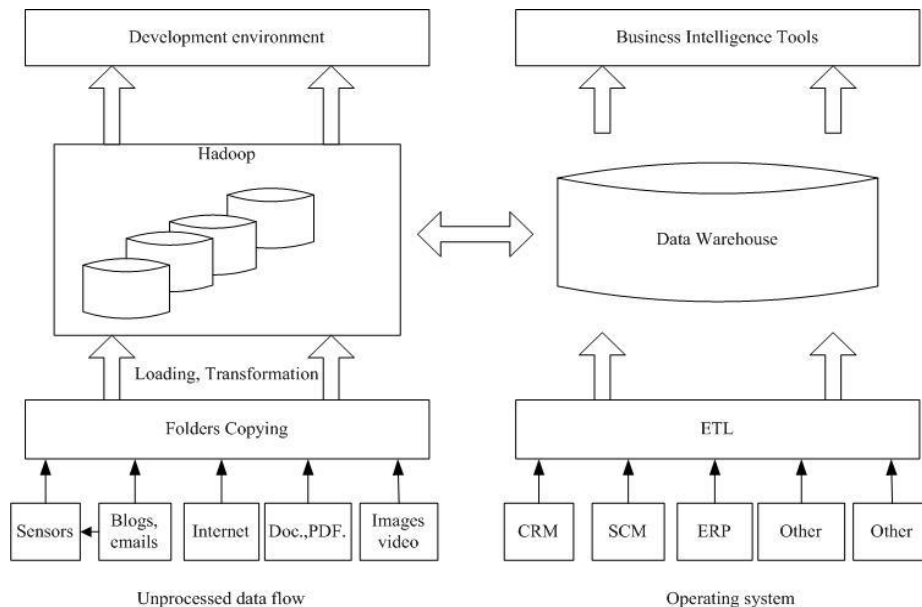 Development environment
Business Intelligence Tools
Hadoop
Data Warehouse
Loading, Transformation
Folders Copying
ETL
Sensors
Blogs,
emails
Internet
Doc.,PDF.
Images
video
CRM
SCM
ERP
Other
Other
Unprocessed data flow
Operating system